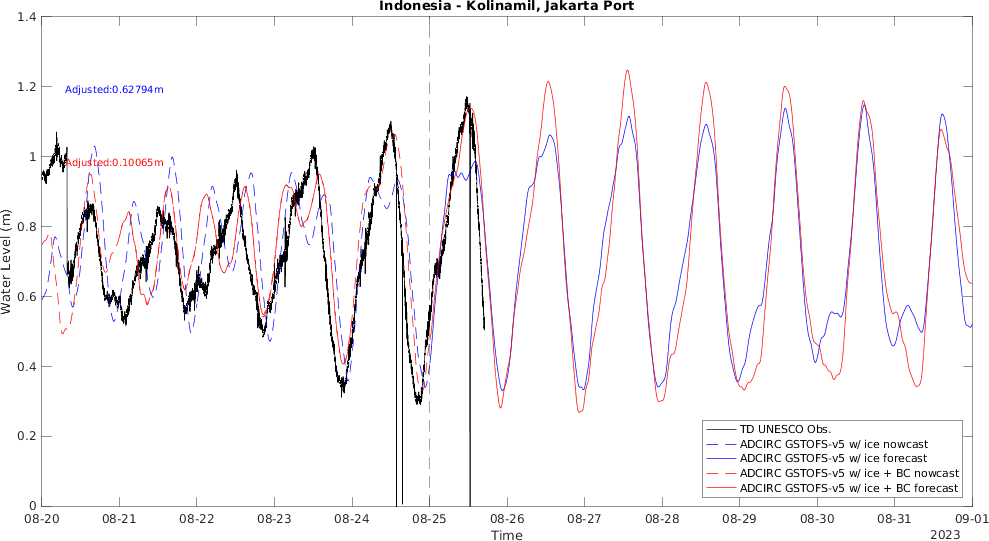 Indonesia - Kolinamil, Jakarta Port
1.4
1.2
1
0.8
0.6
0.4
0.2
0
Water Level (m)
Adjusted:0.62794m
Adjusted:0.10065m
TD UNESCO Obs.
ADCIRC GSTOFS-v5 w/ ice nowcast
ADCIRC GSTOFS-v5 w/ ice forecast
ADCIRC GSTOFS-v5 w/ ice + BC nowcast
ADCIRC GSTOFS-v5 w/ ice + BC forecast
08-20 08-21 08-22 08-23 08-24 08-25 08-26 08-27 08-28 08-29 08-30 08-31 09-01
Time
2023